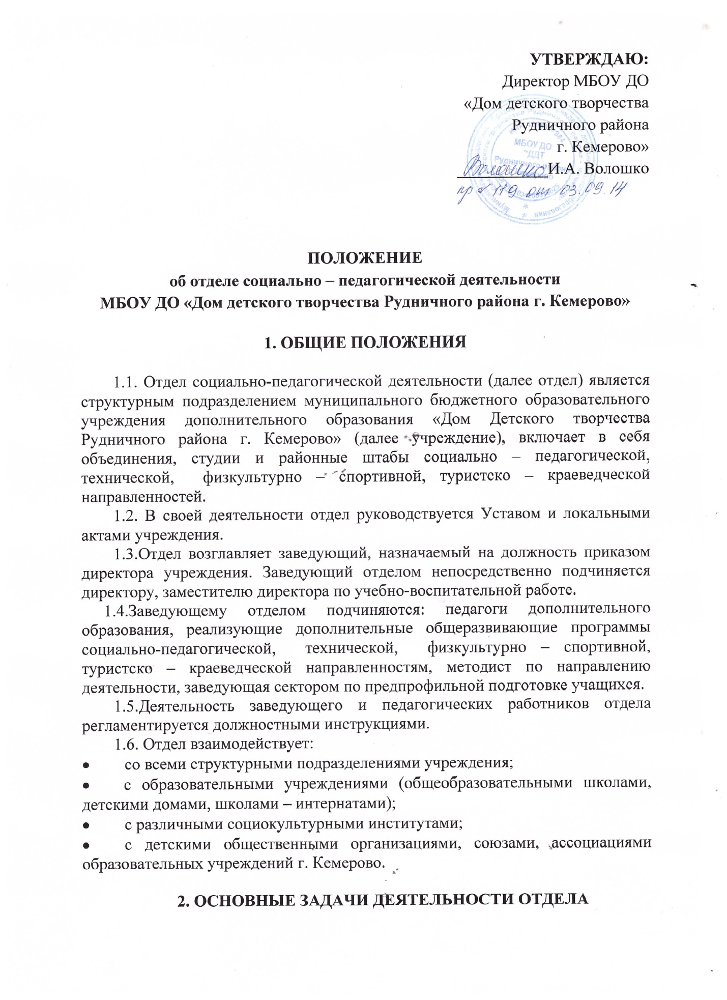 УТВЕРЖДАЮ:
Директор МБОУ ДО
«Дом детского творчества
Рудничного района
г. Кемерово»
Волошко И.А. Волошко
пр № 119 от 03.09.14
МБОУ ДО
"ДДТ
Рудничного района
ПОЛОЖЕНИЕ
об отделе социально – педагогической деятельности
МБОУ ДО «Дом детского творчества Рудничного района г. Кемерово»
1. ОБЩИЕ ПОЛОЖЕНИЯ
1.1. Отдел социально-педагогической деятельности (далее отдел) является
структурным подразделением муниципального бюджетного образовательного
учреждения дополнительного образования «Дом Детского творчества
Рудничного района г. Кемерово» (далее учреждение), включает в себя
объединения, студии и районные штабы социально – педагогической,
технической, физкультурно – спортивной, туристско – краеведческой
направленностей.
1.2. В своей деятельности отдел руководствуется Уставом и локальными
актами учреждения.
1.3.Отдел возглавляет заведующий, назначаемый на должность приказом
директора учреждения. Заведующий отделом непосредственно подчиняется
директору, заместителю директора по учебно-воспитательной работе.
1.4.Заведующему отделом подчиняются: педагоги дополнительного
образования, реализующие дополнительные общеразвивающие программы
социально-педагогической, технической, физкультурно – спортивной,
туристско – краеведческой направленностям, методист по направлению
деятельности, заведующая сектором по предпрофильной подготовке учащихся.
1.5.Деятельность заведующего и педагогических работников отдела
регламентируется должностными инструкциями.
1.6. Отдел взаимодействует:
• со всеми структурными подразделениями учреждения;
• с образовательными учреждениями (общеобразовательными школами,
детскими домами, школами – интернатами);
• с различными социокультурными институтами;
• с детскими общественными организациями, союзами, ассоциациями
образовательных учреждений г. Кемерово.
2. ОСНОВНЫЕ ЗАДАЧИ ДЕЯТЕЛЬНОСТИ ОТДЕЛА